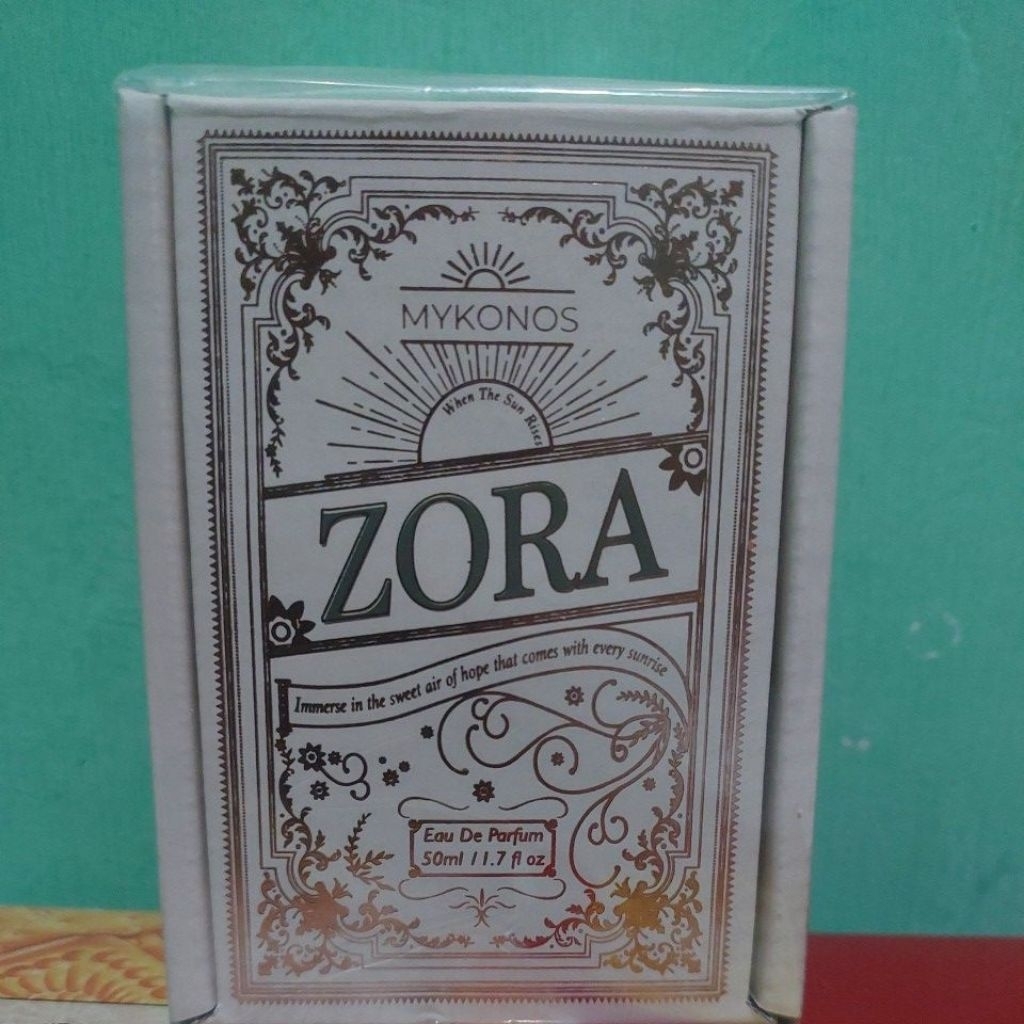 MYKONOS
When The Sun Rises
ZORA
Immerse in the sweet air of hope that comes with every sunrise
Eau De Parfum
50ml / 1.7 fl oz